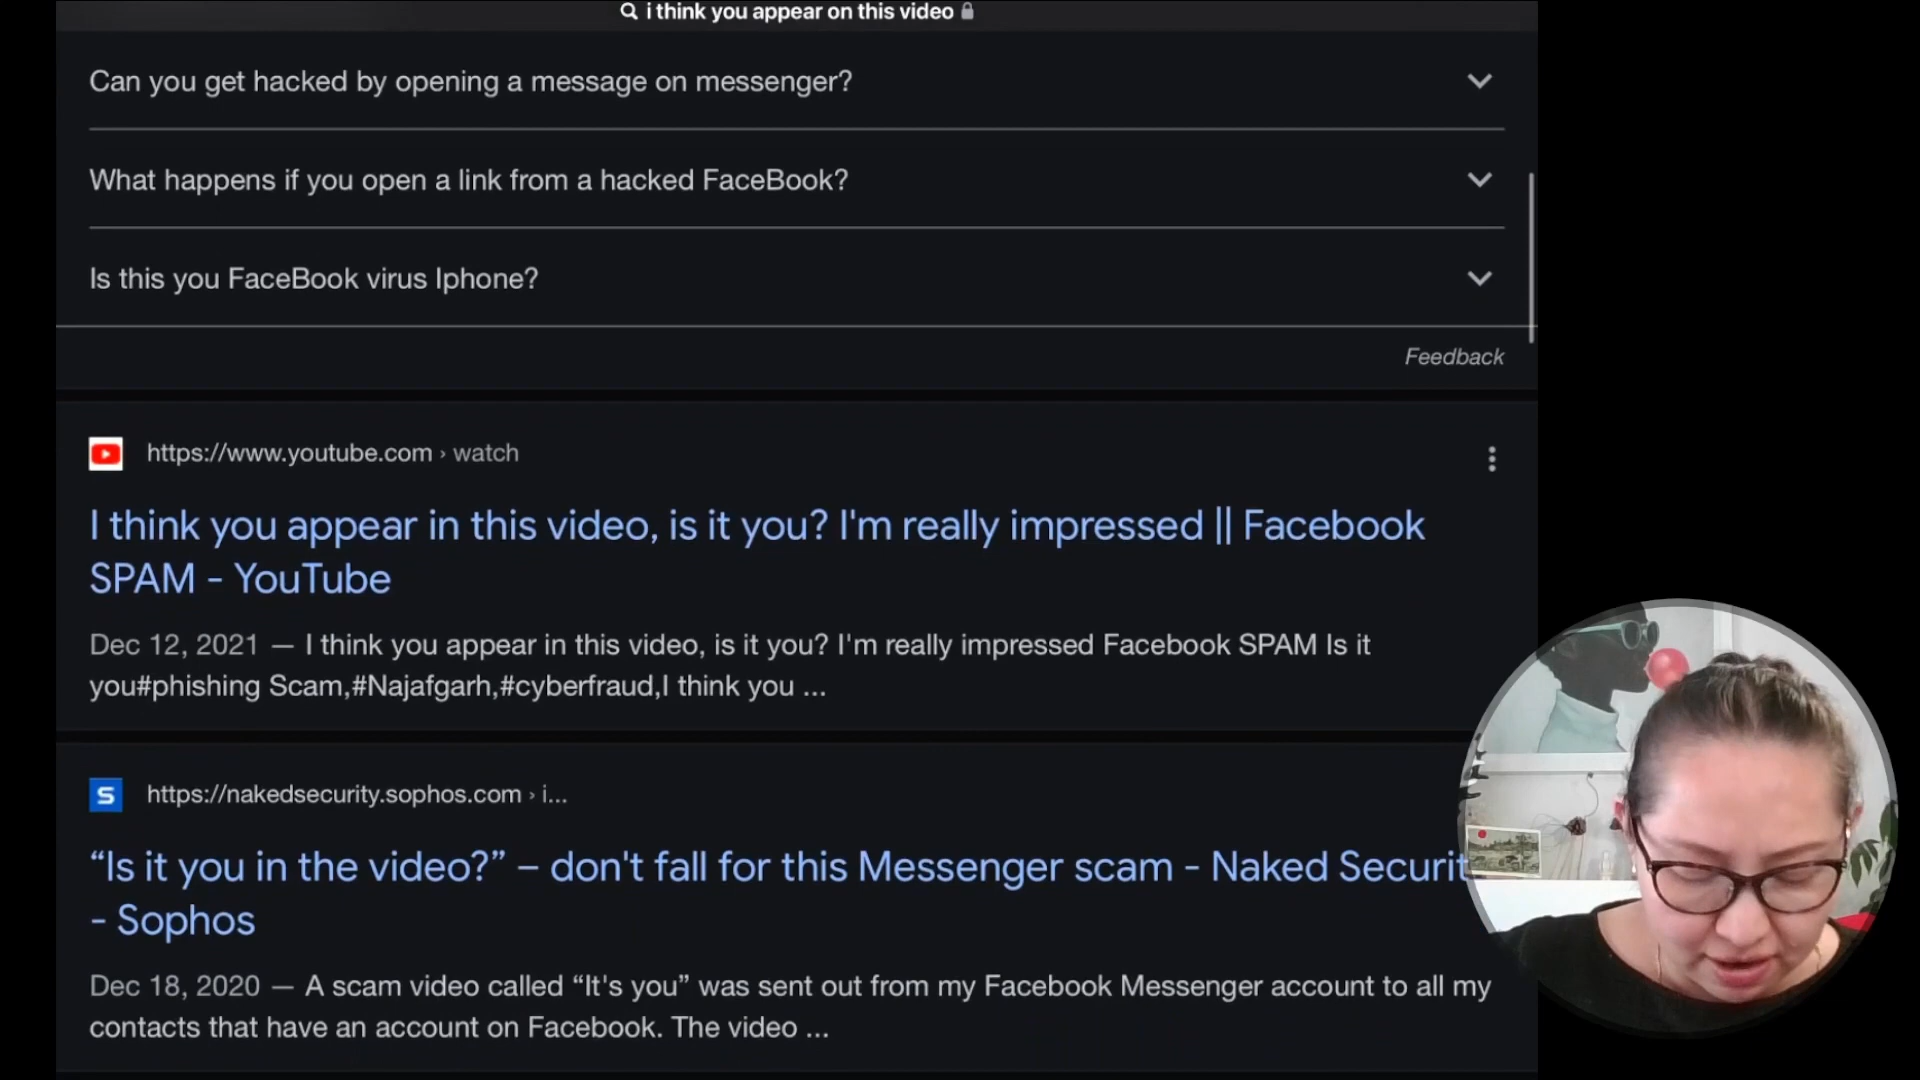 i think you appear on this video
Can you get hacked by opening a message on messenger?
What happens if you open a link from a hacked FaceBook?
Is this you FaceBook virus Iphone?
Feedback
https://www.youtube.com › watch
I think you appear in this video, is it you? I'm really impressed || Facebook
SPAM - YouTube
Dec 12, 2021 — I think you appear in this video, is it you? I'm really impressed Facebook SPAM Is it
you#phishing Scam,#Najafgarh,#cyberfraud,I think you ...
S https://nakedsecurity.sophos.com › i...
“Is it you in the video?” – don't fall for this Messenger scam - Naked Securit
- Sophos
Dec 18, 2020 — A scam video called “It's you” was sent out from my Facebook Messenger account to all my
contacts that have an account on Facebook. The video ...